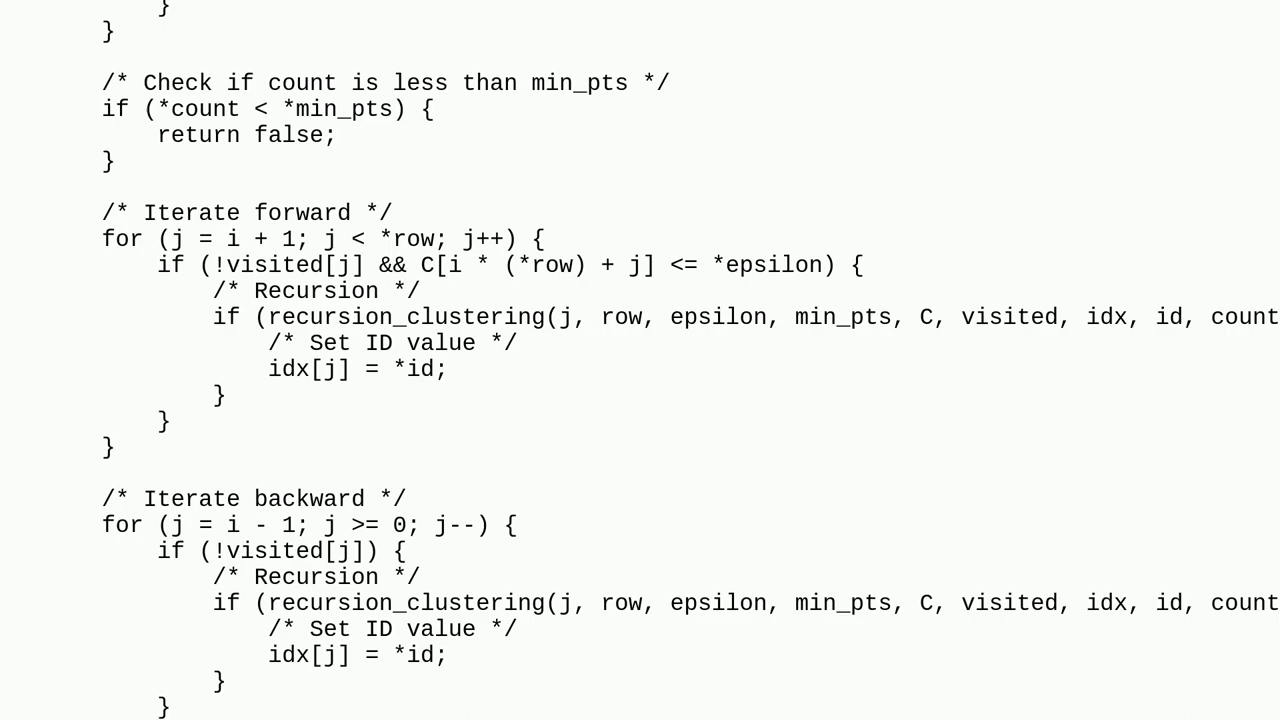 }
}
/* Check if count is less than min_pts */
if (*count < *min_pts) {
return false;
}
/* Iterate forward */
for (j = i + 1; j < *row; j++) {
if (!visited[j] && C[i * (*row) + j] <= *epsilon) {
/* Recursion */
if (recursion_clustering(j, row, epsilon, min_pts, C, visited, idx, id, count
/* Set ID value */
idx[j] = *id;
}
}
}
/* Iterate backward */
for (j = i - 1; j >= 0; j--) {
if (!visited[j]) {
/* Recursion */
if (recursion_clustering(j, row, epsilon, min_pts, C, visited, idx, id, count
/* Set ID value */
idx[j] = *id;
}
}